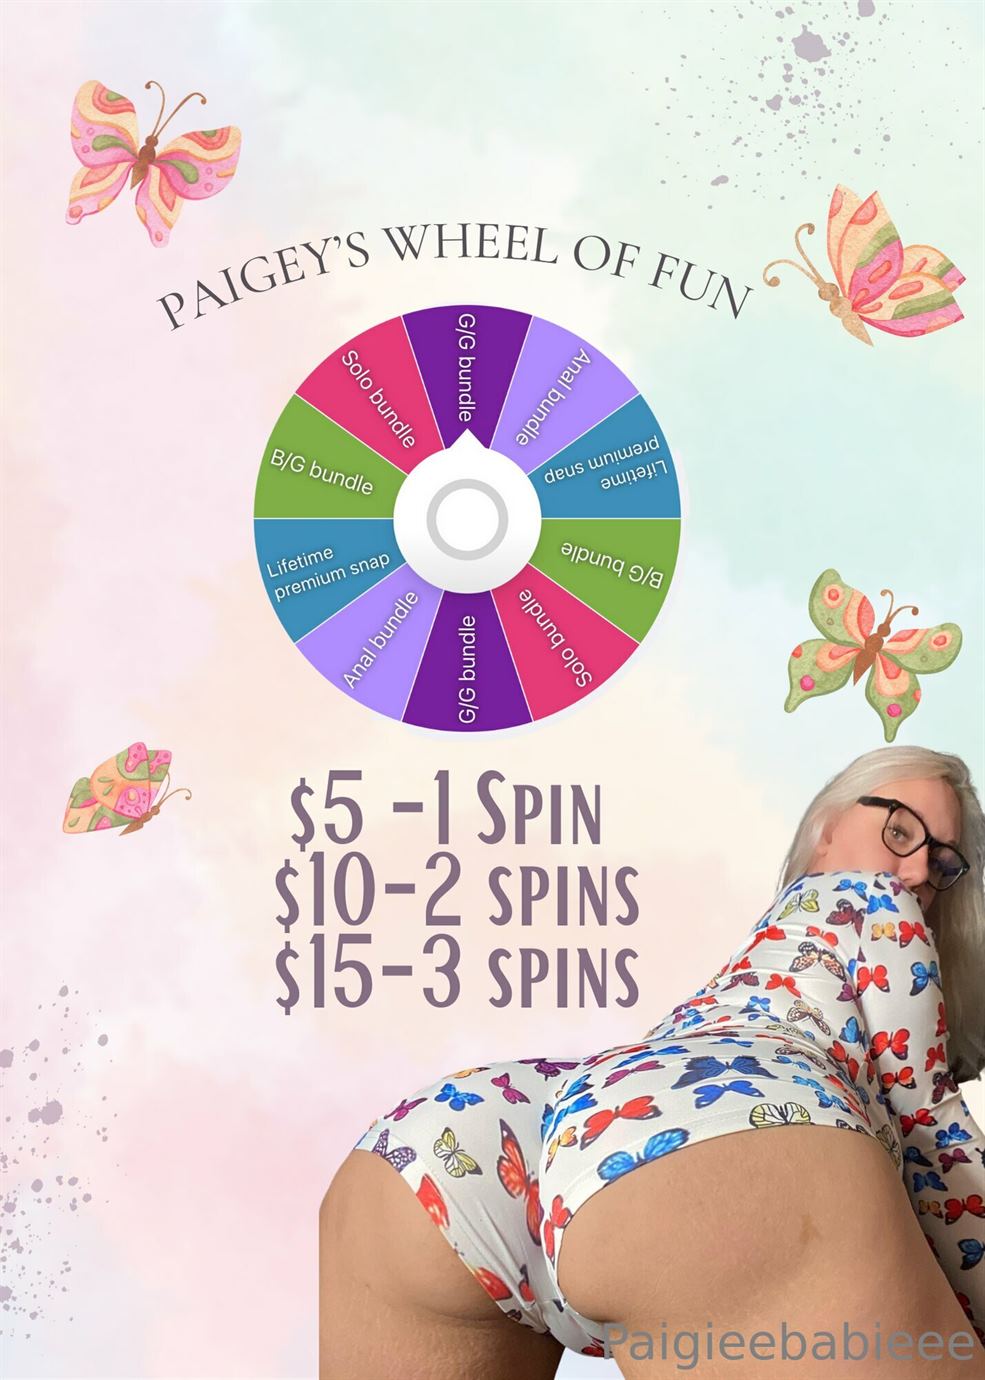 PAIGEY'S WHEEL OF FUN
G/G bundle
Anal bundle
Lifetime
premium snap
B/G bundle
Solo bundle
G/G bundle
Anal bundle
Lifetime
premium snap
B/G bundle
Solo bundle
$5 -1 SPIN
$10-2 SPINS
$15-3 SPINS
Paigieebabieee